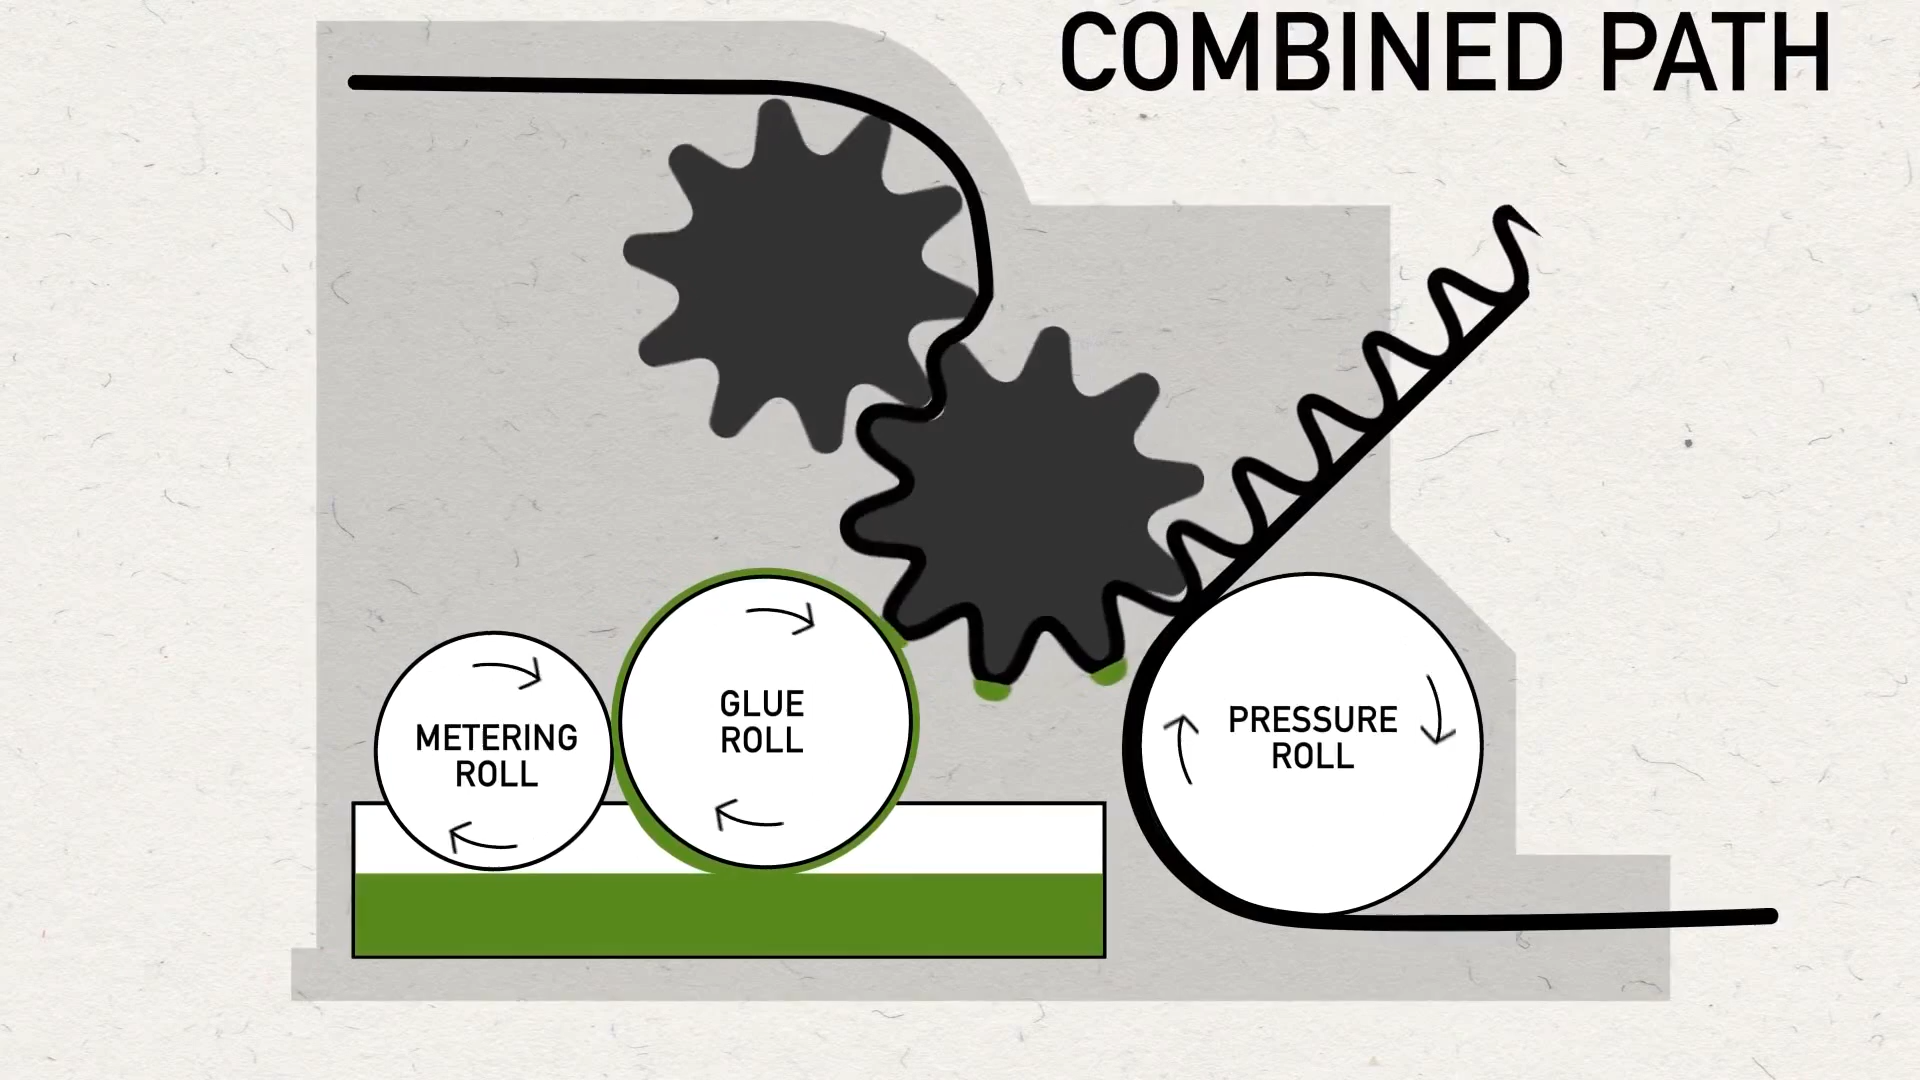 COMBINED PATH
METERING
ROLL
GLUE
ROLL
PRESSURE
ROLL